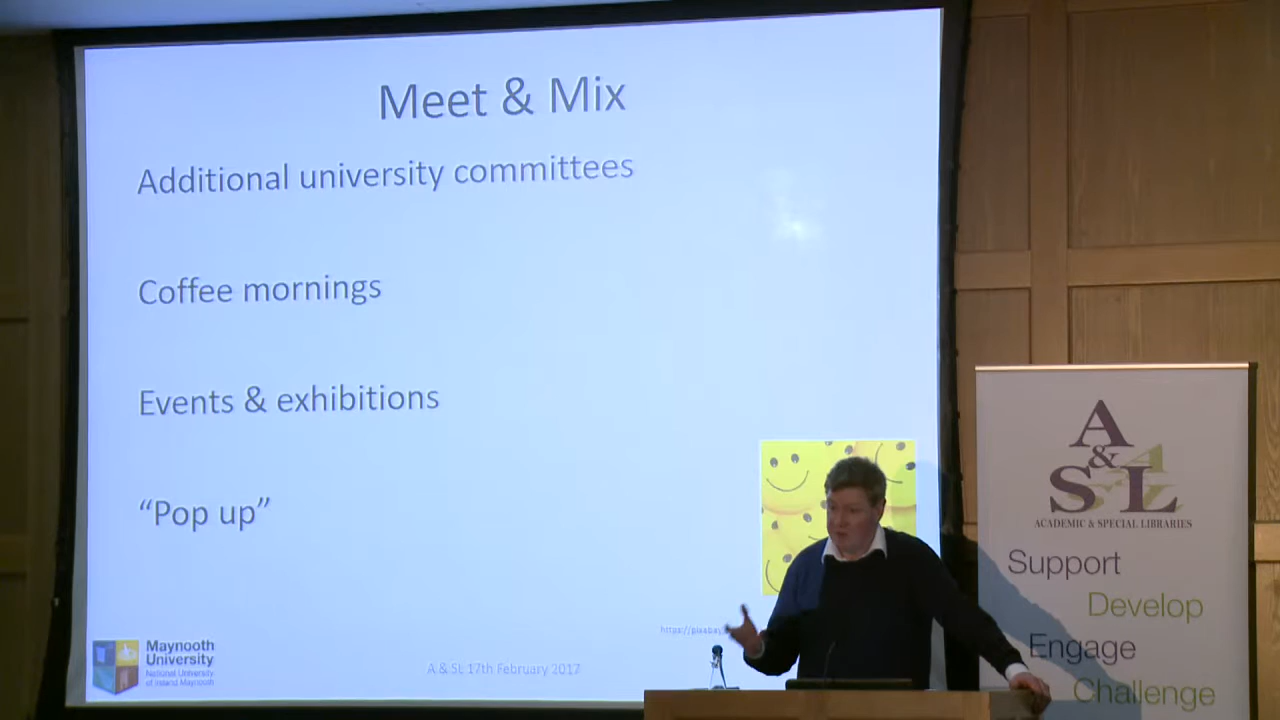 Meet & Mix
Additional university committees
Coffee mornings
Events & exhibitions
“Pop up”
Maynooth
University
National University
of Ireland Maynooth
A & SL 17th February 2017
A
&
SL
ACADEMIC & SPECIAL LIBRARIES
Support
Develop
Engage
Challenge